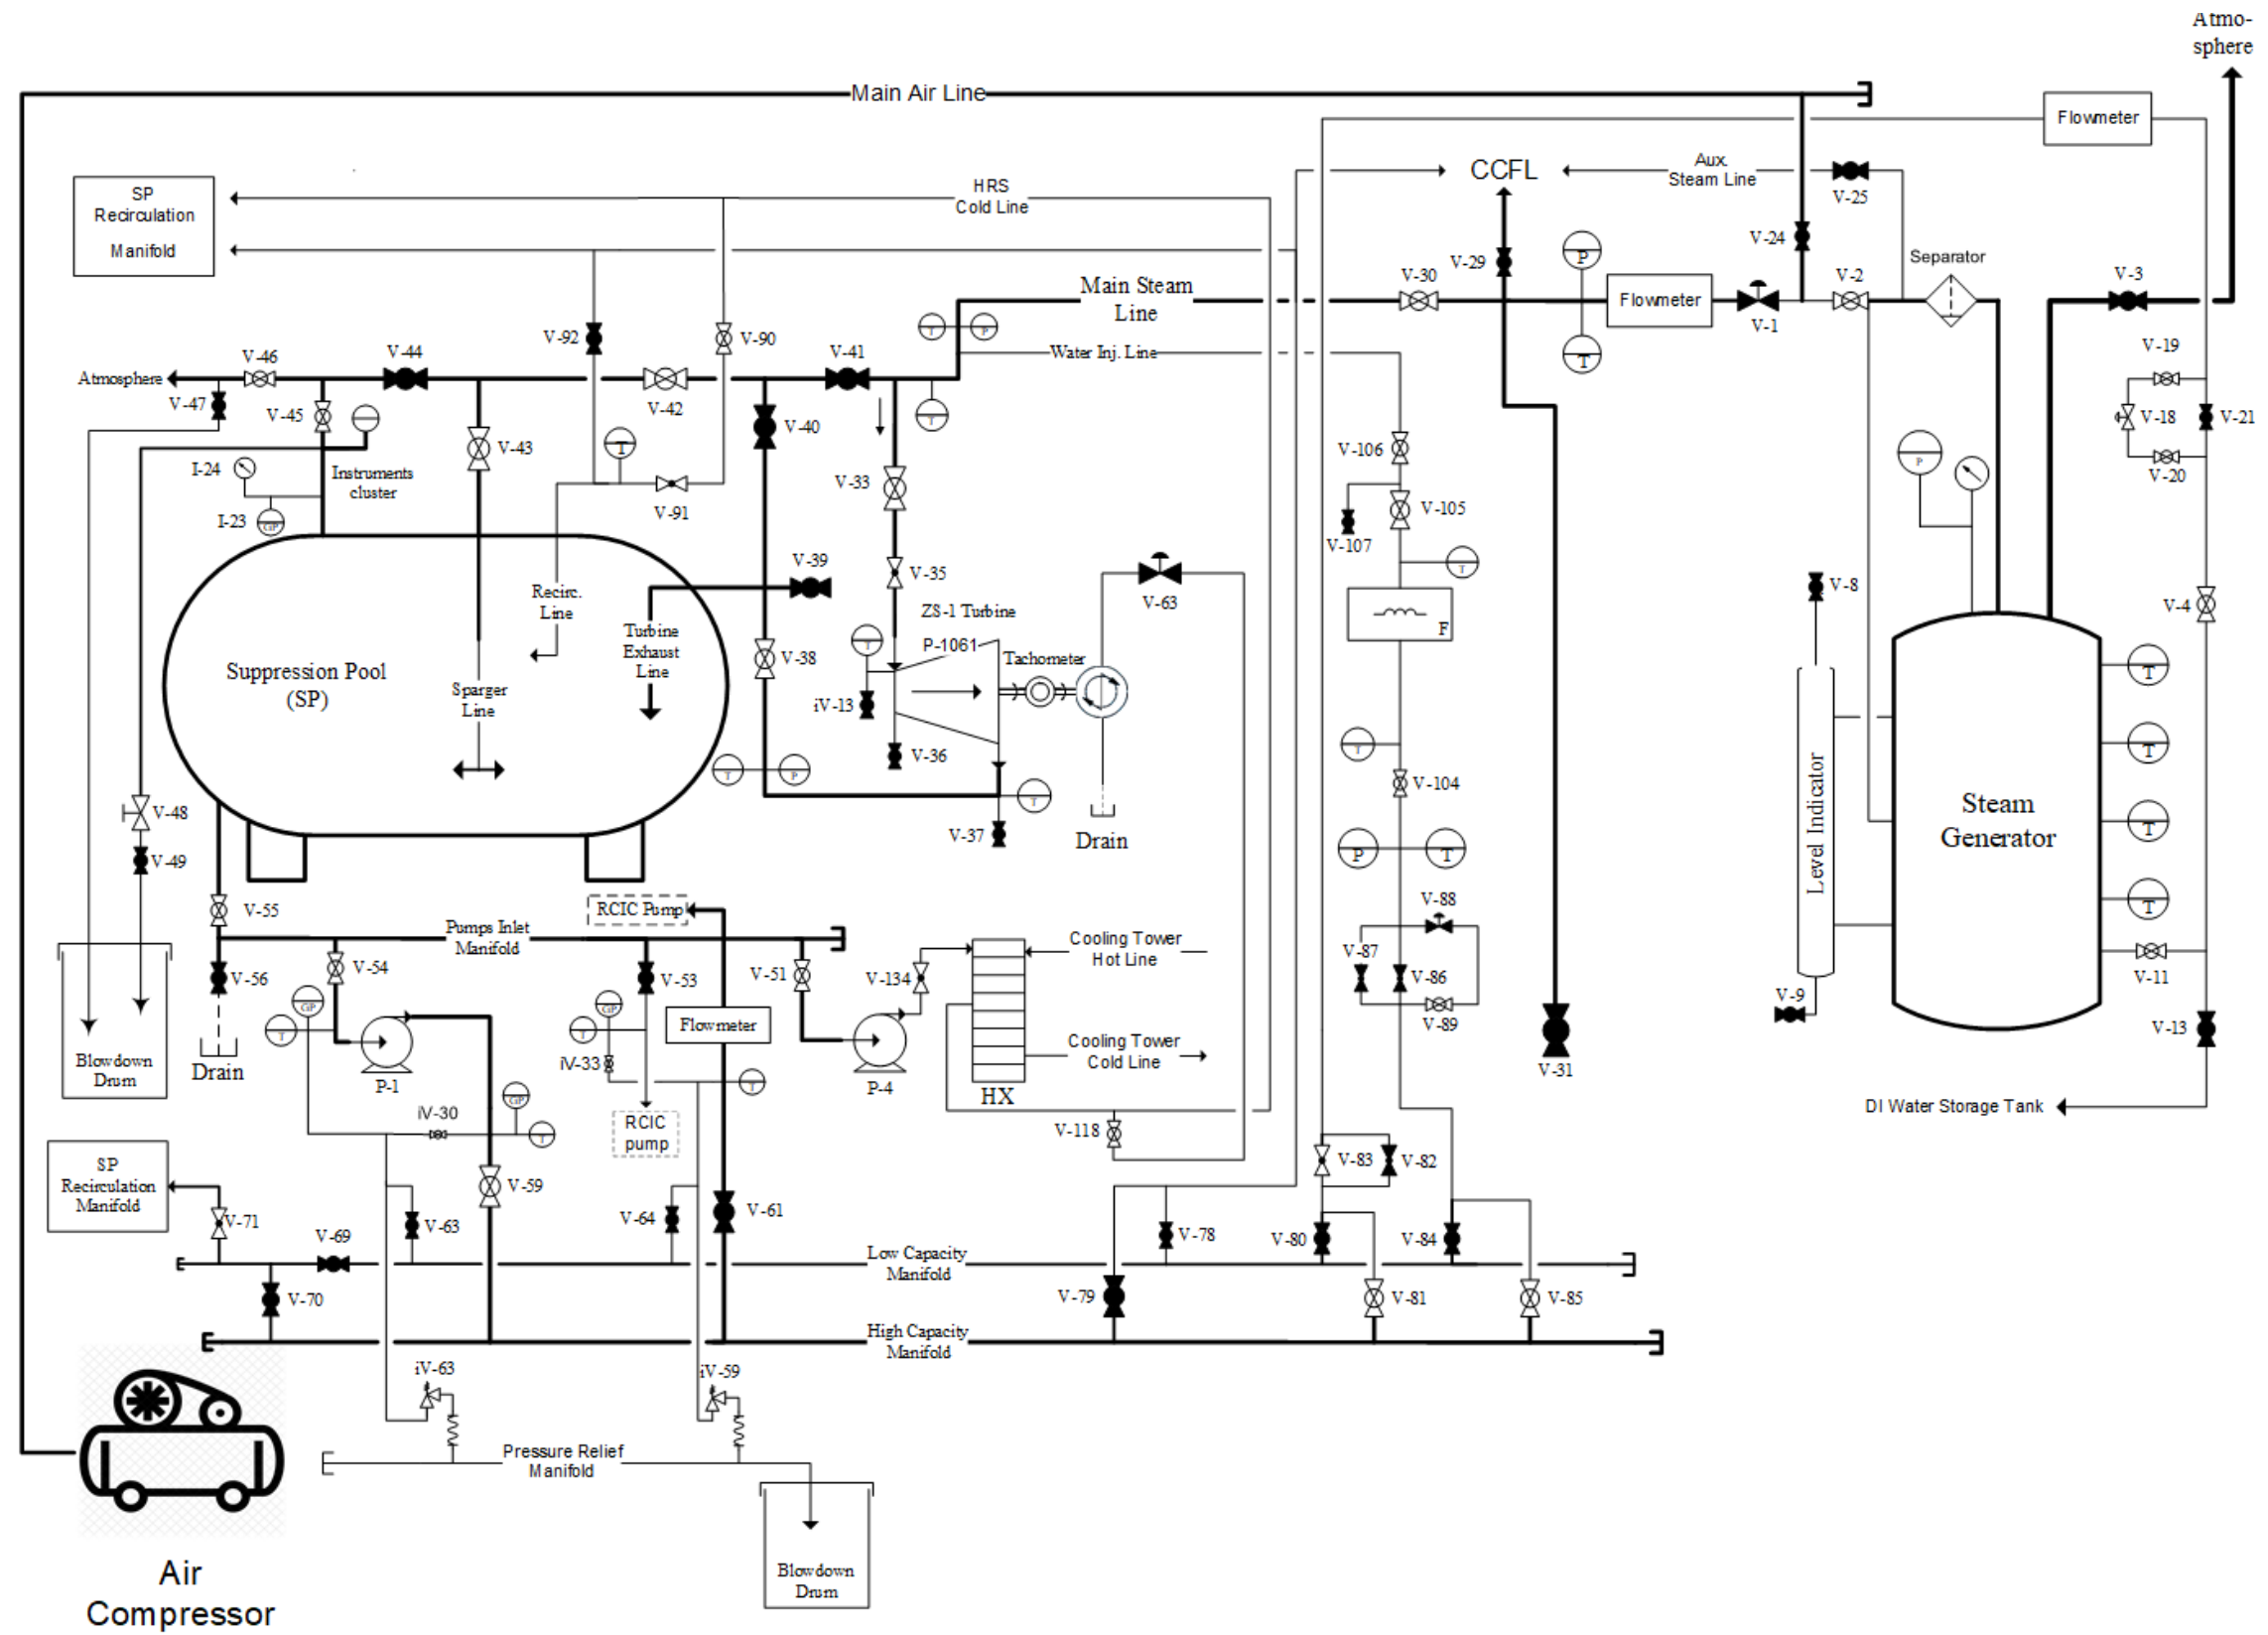 Atmo-
sphere
Main Air Line
Flowmeter
SP
Recirculation
Manifold
HRS
Cold Line
CCFL
Aux.
Steam Line
V-25
V-24
V-29
P
V-30
Main Steam
Line
Flowmeter
V-1
V-2
Separator
V-3
T
P
Water Inj. Line
T
V-92
V-90
V-46
V-44
V-41
Atmosphere
V-47
V-45
V-42
V-40
T
V-19
V-18
V-21
V-20
V-43
T
V-106
I-24
Instruments
cluster
V-33
P
I-23
GP
V-91
V-105
V-107
T
V-39
V-35
V-63
V-8
Recirc.
Line
ZS-1 Turbine
V-4
F
Turbine
Exhaust
Line
T
P-1061
Tachometer
Suppression Pool
(SP)
V-38
T
Sparger
Line
iV-13
T
T
V-36
T
P
V-104
T
V-48
V-37
Drain
Level Indicator
Steam
Generator
T
V-49
P
T
V-55
RCIC Pump
V-88
T
Pumps Inlet
Manifold
Cooling Tower
Hot Line
V-87
V-56
V-54
V-53
V-51
V-134
V-86
V-11
GP
GP
V-9
T
T
Flowmeter
V-89
V-13
iV-33
Cooling Tower
Cold Line
Blowdown
Drum
Drain
P-1
T
P-4
HX
V-31
iV-30
GP
T
RCIC
pump
V-118
DI Water Storage Tank
SP
Recirculation
Manifold
V-59
V-83
V-82
V-71
V-63
V-64
V-61
V-69
V-78
V-80
V-84
Low Capacity
Manifold
V-70
V-79
V-81
V-85
High Capacity
Manifold
iV-63
iV-59
Pressure Relief
Manifold
Air
Compressor
Blowdown
Drum